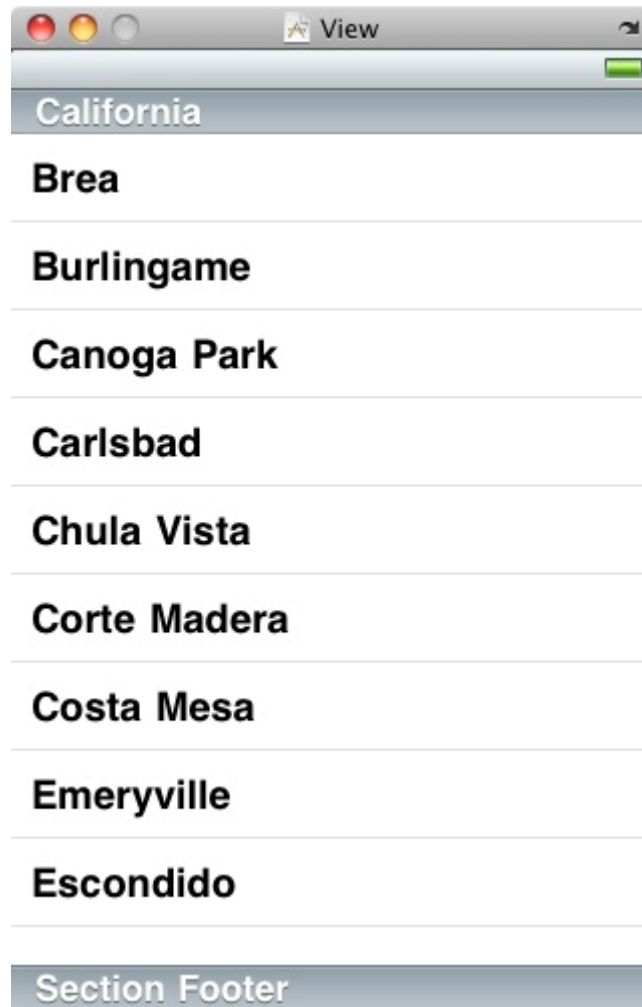 View
California
Brea
Burlingame
Canoga Park
Carlsbad
Chula Vista
Corte Madera
Costa Mesa
Emeryville
Escondido
Section Footer